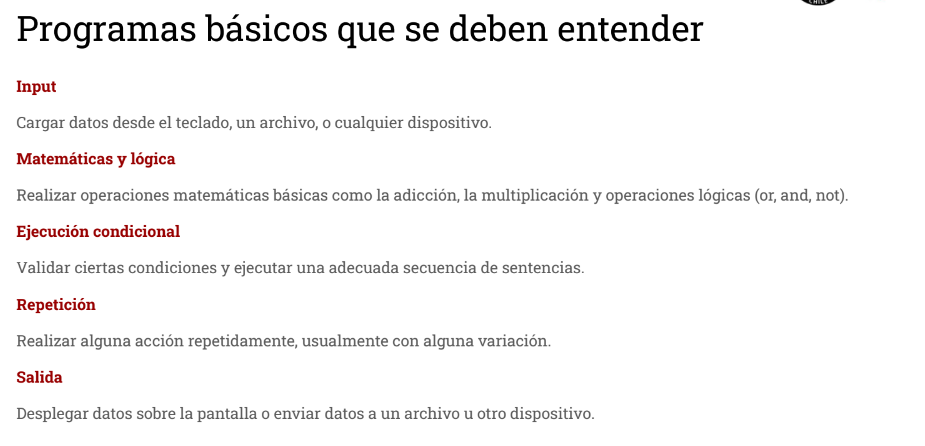 CHILE
Programas básicos que se deben entender
Input
Cargar datos desde el teclado, un archivo, o cualquier dispositivo.
Matemáticas y lógica
Realizar operaciones matemáticas básicas como la adicción, la multiplicación y operaciones lógicas (or, and, not).
Ejecución condicional
Validar ciertas condiciones y ejecutar una adecuada secuencia de sentencias.
Repetición
Realizar alguna acción repetidamente, usualmente con alguna variación.
Salida
Desplegar datos sobre la pantalla o enviar datos a un archivo u otro dispositivo.